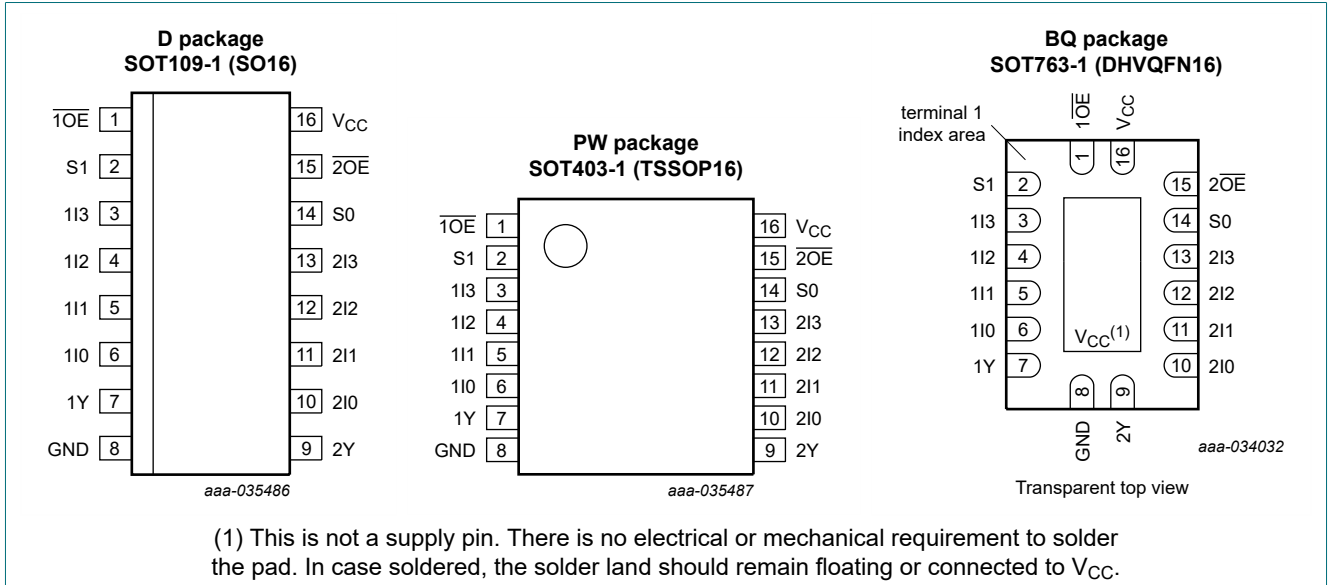 D package
SOT109-1 (SO16)
1OE 1
16 VCC
S1 2
15 2OE
1I3 3
14 S0
1I2 4
13 2I3
1I1 5
12 2I2
1I0 6
11 2I1
1Y 7
10 2I0
GND 8
9 2Y
aaa-035486
PW package
SOT403-1 (TSSOP16)
1OE 1
16 VCC
S1 2
15 2OE
1I3 3
14 S0
1I2 4
13 2I3
1I1 5
12 2I2
1I0 6
11 2I1
1Y 7
10 2I0
GND 8
9 2Y
aaa-035487
BQ package
SOT763-1 (DHVQFN16)
terminal 1
index area
1OE
VCC
1
16
S1 2
15 2OE
1I3 3
14 S0
1I2 4
13 2I3
1I1 5
12 2I2
1I0 6
11 2I1
VCC(1)
1Y 7
10 2I0
8
9
GND
2Y
aaa-034032
Transparent top view
(1) This is not a supply pin. There is no electrical or mechanical requirement to solder
the pad. In case soldered, the solder land should remain floating or connected to VCC.